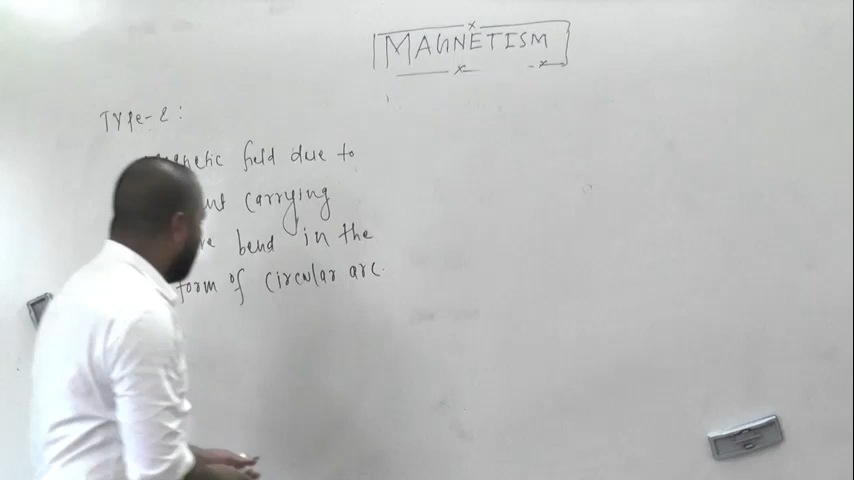 MAGNETISM
TYPE-2:
field due to
carrying
bend in the
form of circular arc.